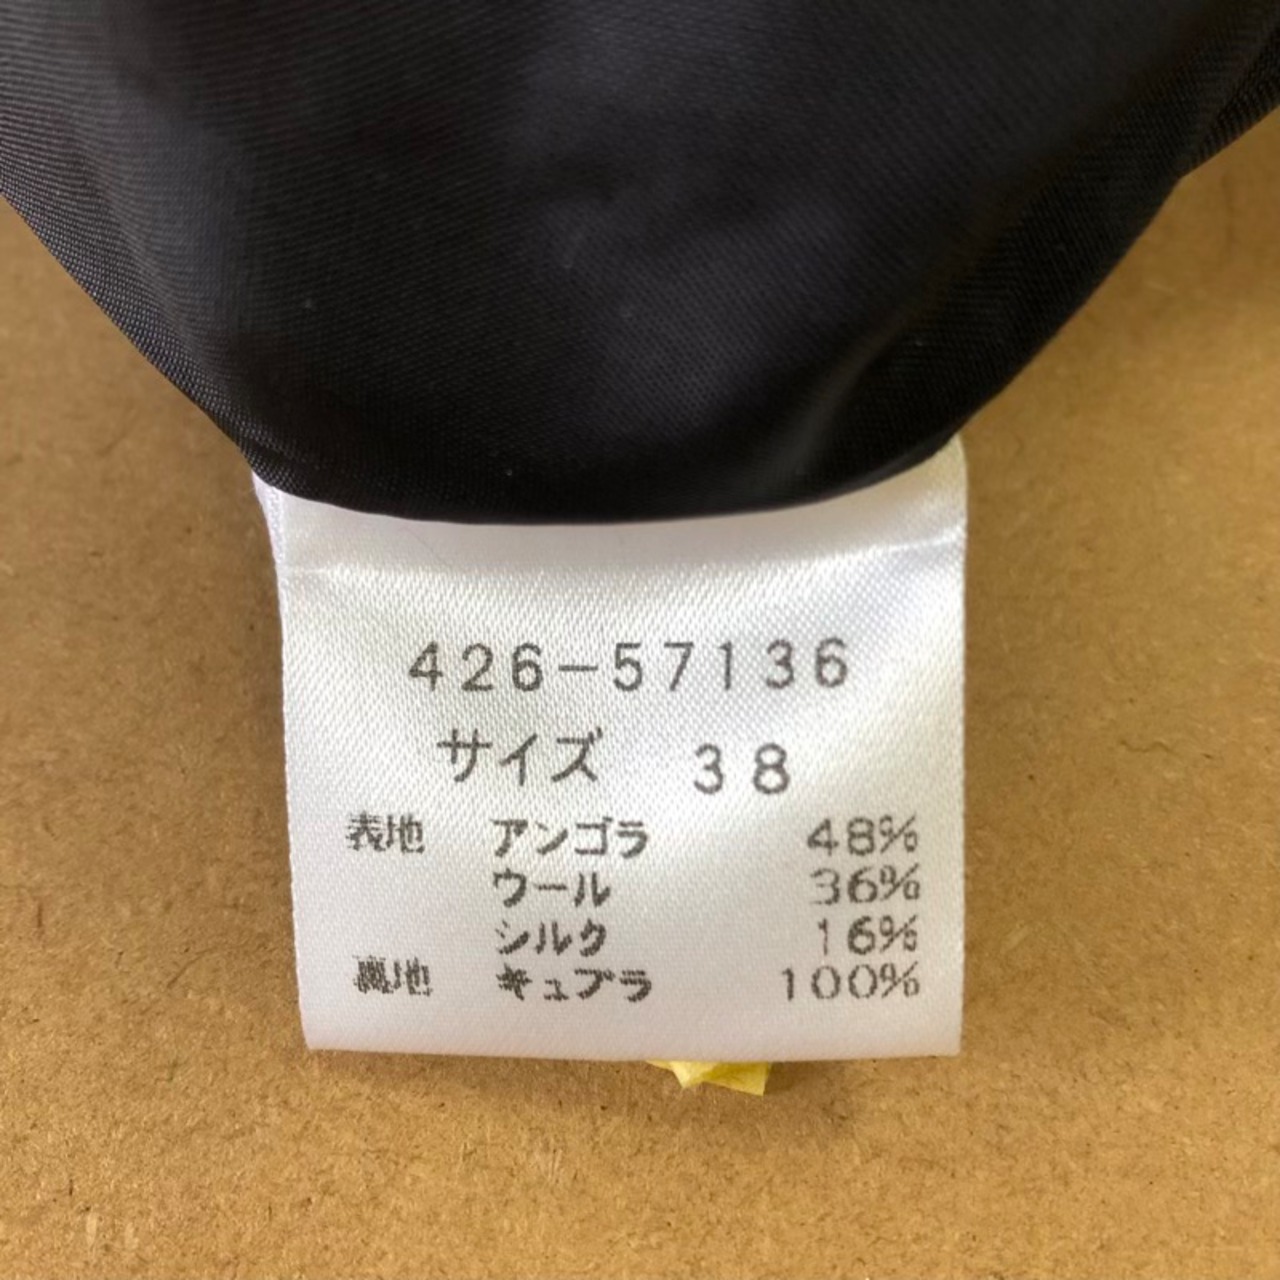 426-57136
サイズ 38
表地 アンゴラ 48%
ウール 36%
シルク 16%
裏地 キュプラ 100%